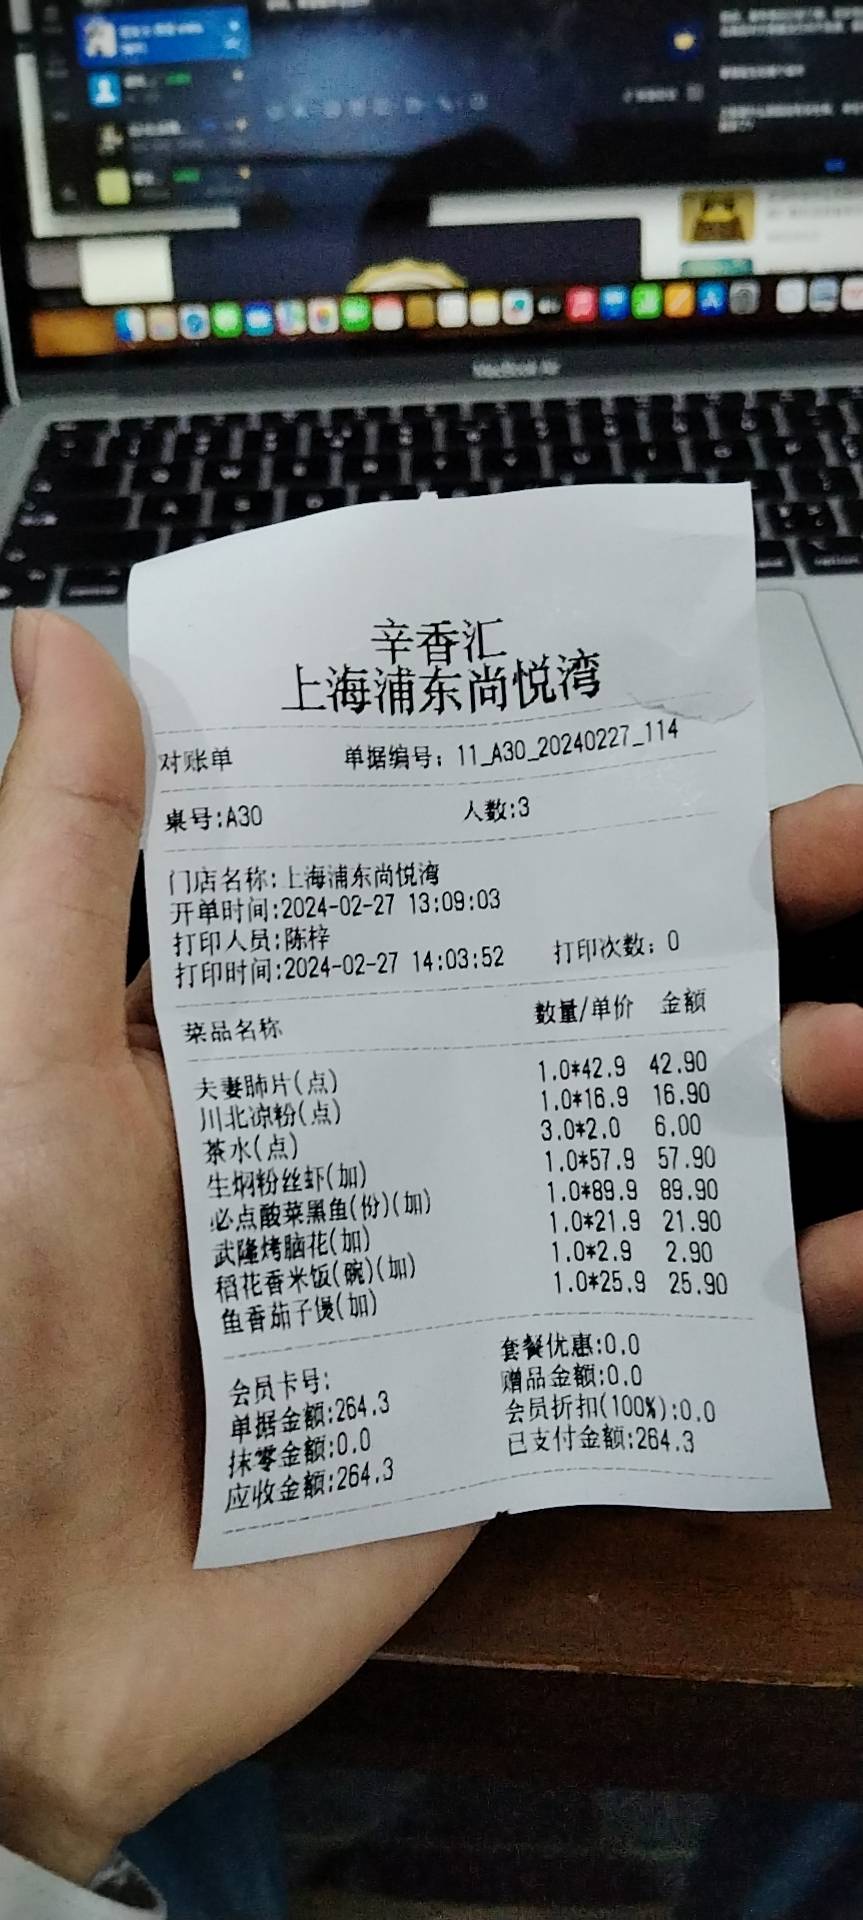 MacBook Air
辛香汇
上海浦东尚悦湾
对账单 单据编号: 11_A30_20240227_114
桌号:A30 人数:3
门店名称:上海浦东尚悦湾
开单时间:2024-02-27 13:09:03
打印人员:陈梓
打印时间:2024-02-27 14:03:52 打印次数: 0
菜品名称 数量/单价 金额
夫妻肺片(点) 1.0*42.9 42.90
川北凉粉(点) 1.0*16.9 16.90
茶水(点) 3.0*2.0 6.00
生焖粉丝虾(加) 1.0*57.9 57.90
必点酸菜黑鱼(份)(加) 1.0*89.9 89.90
武隆烤脑花(加) 1.0*21.9 21.90
稻花香米饭(碗)(加) 1.0*2.9 2.90
鱼香茄子煲(加) 1.0*25.9 25.90
会员卡号: 套餐优惠:0.0
单据金额:264.3 赠品金额:0.0
抹零金额:0.0 会员折扣(100%):0.0
应收金额:264.3 已支付金额:264.3